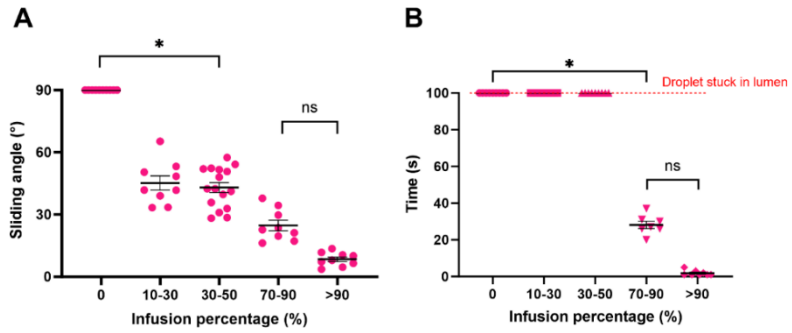 A
*
ns
90
60
30
0
Sliding angle (°)
0 10-30 30-50 70-90 >90
Infusion percentage (%)
B
*
Droplet stuck in lumen
ns
100
80
60
40
20
0
Time (s)
0 10-30 30-50 70-90 >90
Infusion percentage (%)